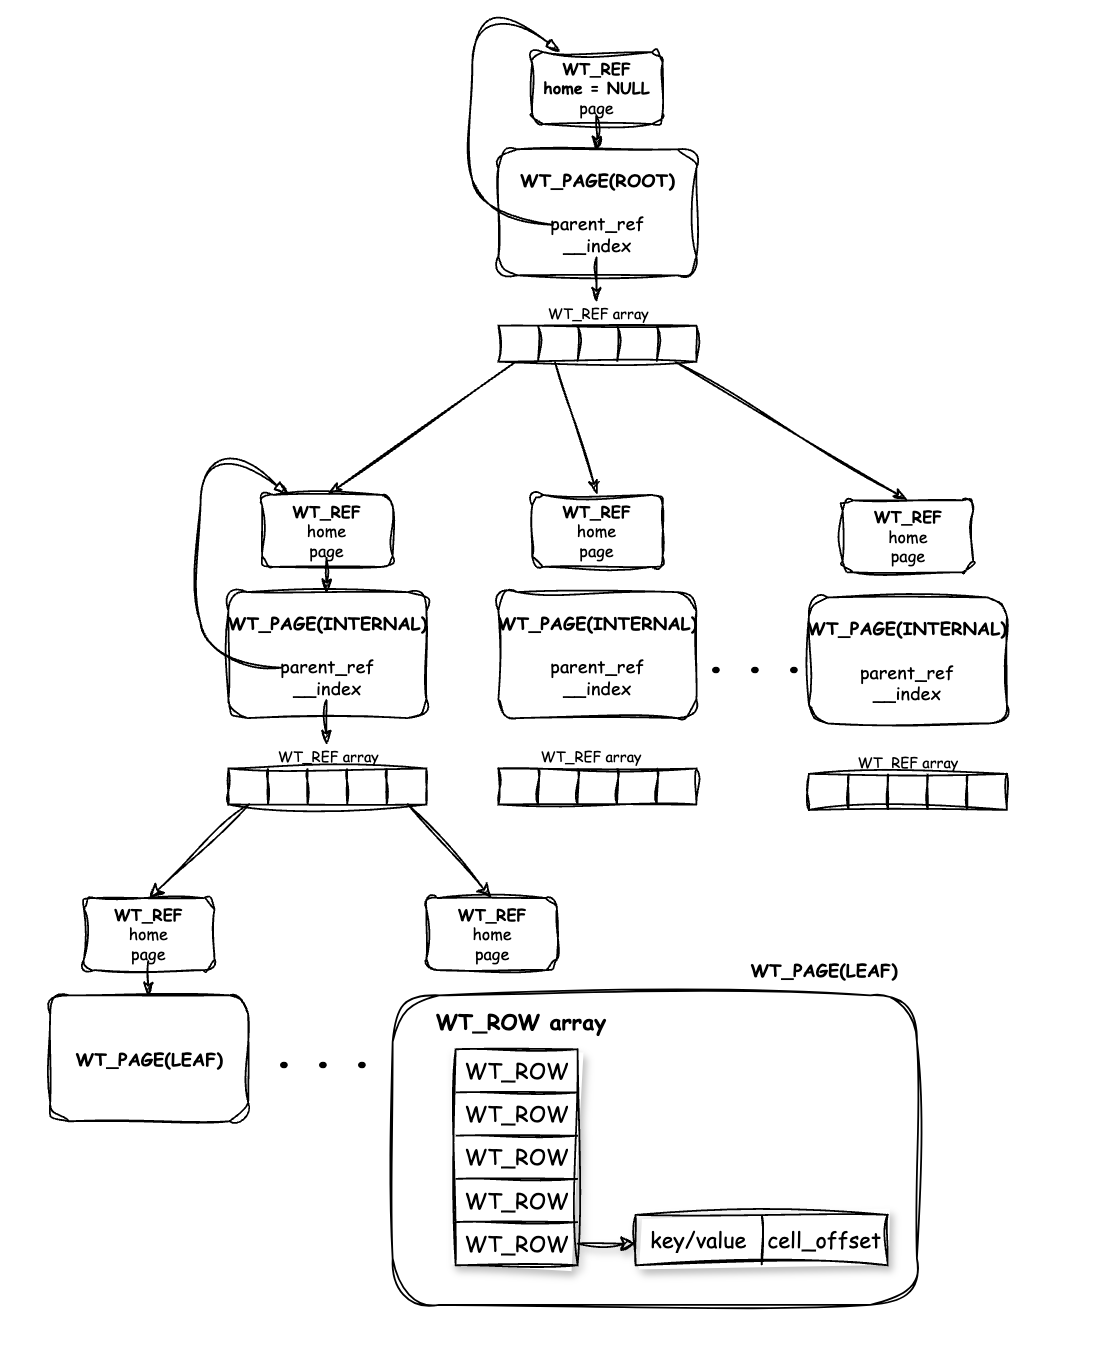 WT_REF
home = NULL
page
WT_PAGE(ROOT)
parent_ref
__index
WT_REF array
WT_REF
home
page
WT_REF
home
page
WT_REF
home
page
WT_PAGE(INTERNAL)
parent_ref
__index
WT_PAGE(INTERNAL)
parent_ref
__index
WT_PAGE(INTERNAL)
parent_ref
__index
WT_REF array
WT_REF array
WT_REF array
WT_REF
home
page
WT_REF
home
page
WT_PAGE(LEAF)
WT_PAGE(LEAF)
WT_ROW array
WT_ROW
WT_ROW
WT_ROW
WT_ROW
WT_ROW
key/value
cell_offset